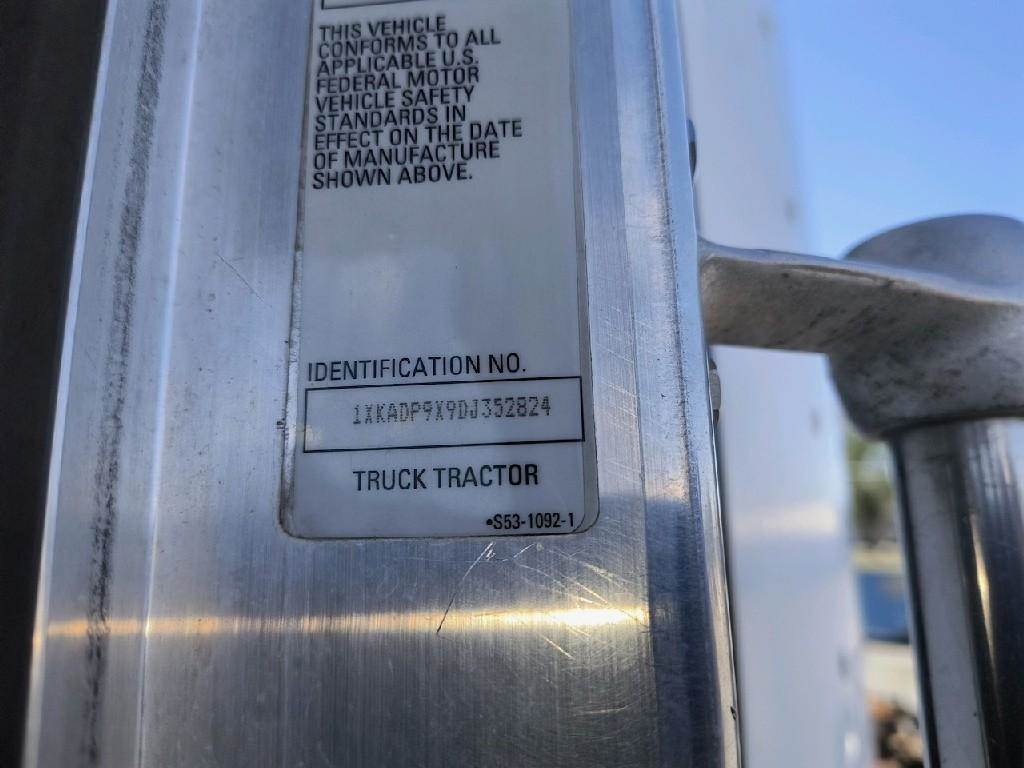 THIS VEHICLE
CONFORMS TO ALL
APPLICABLE U.S.
FEDERAL MOTOR
VEHICLE SAFETY
STANDARDS IN
EFFECT ON THE DATE
OF MANUFACTURE
SHOWN ABOVE.
IDENTIFICATION NO.
1XKADP9X9DJ352824
TRUCK TRACTOR
•S53-1092-1